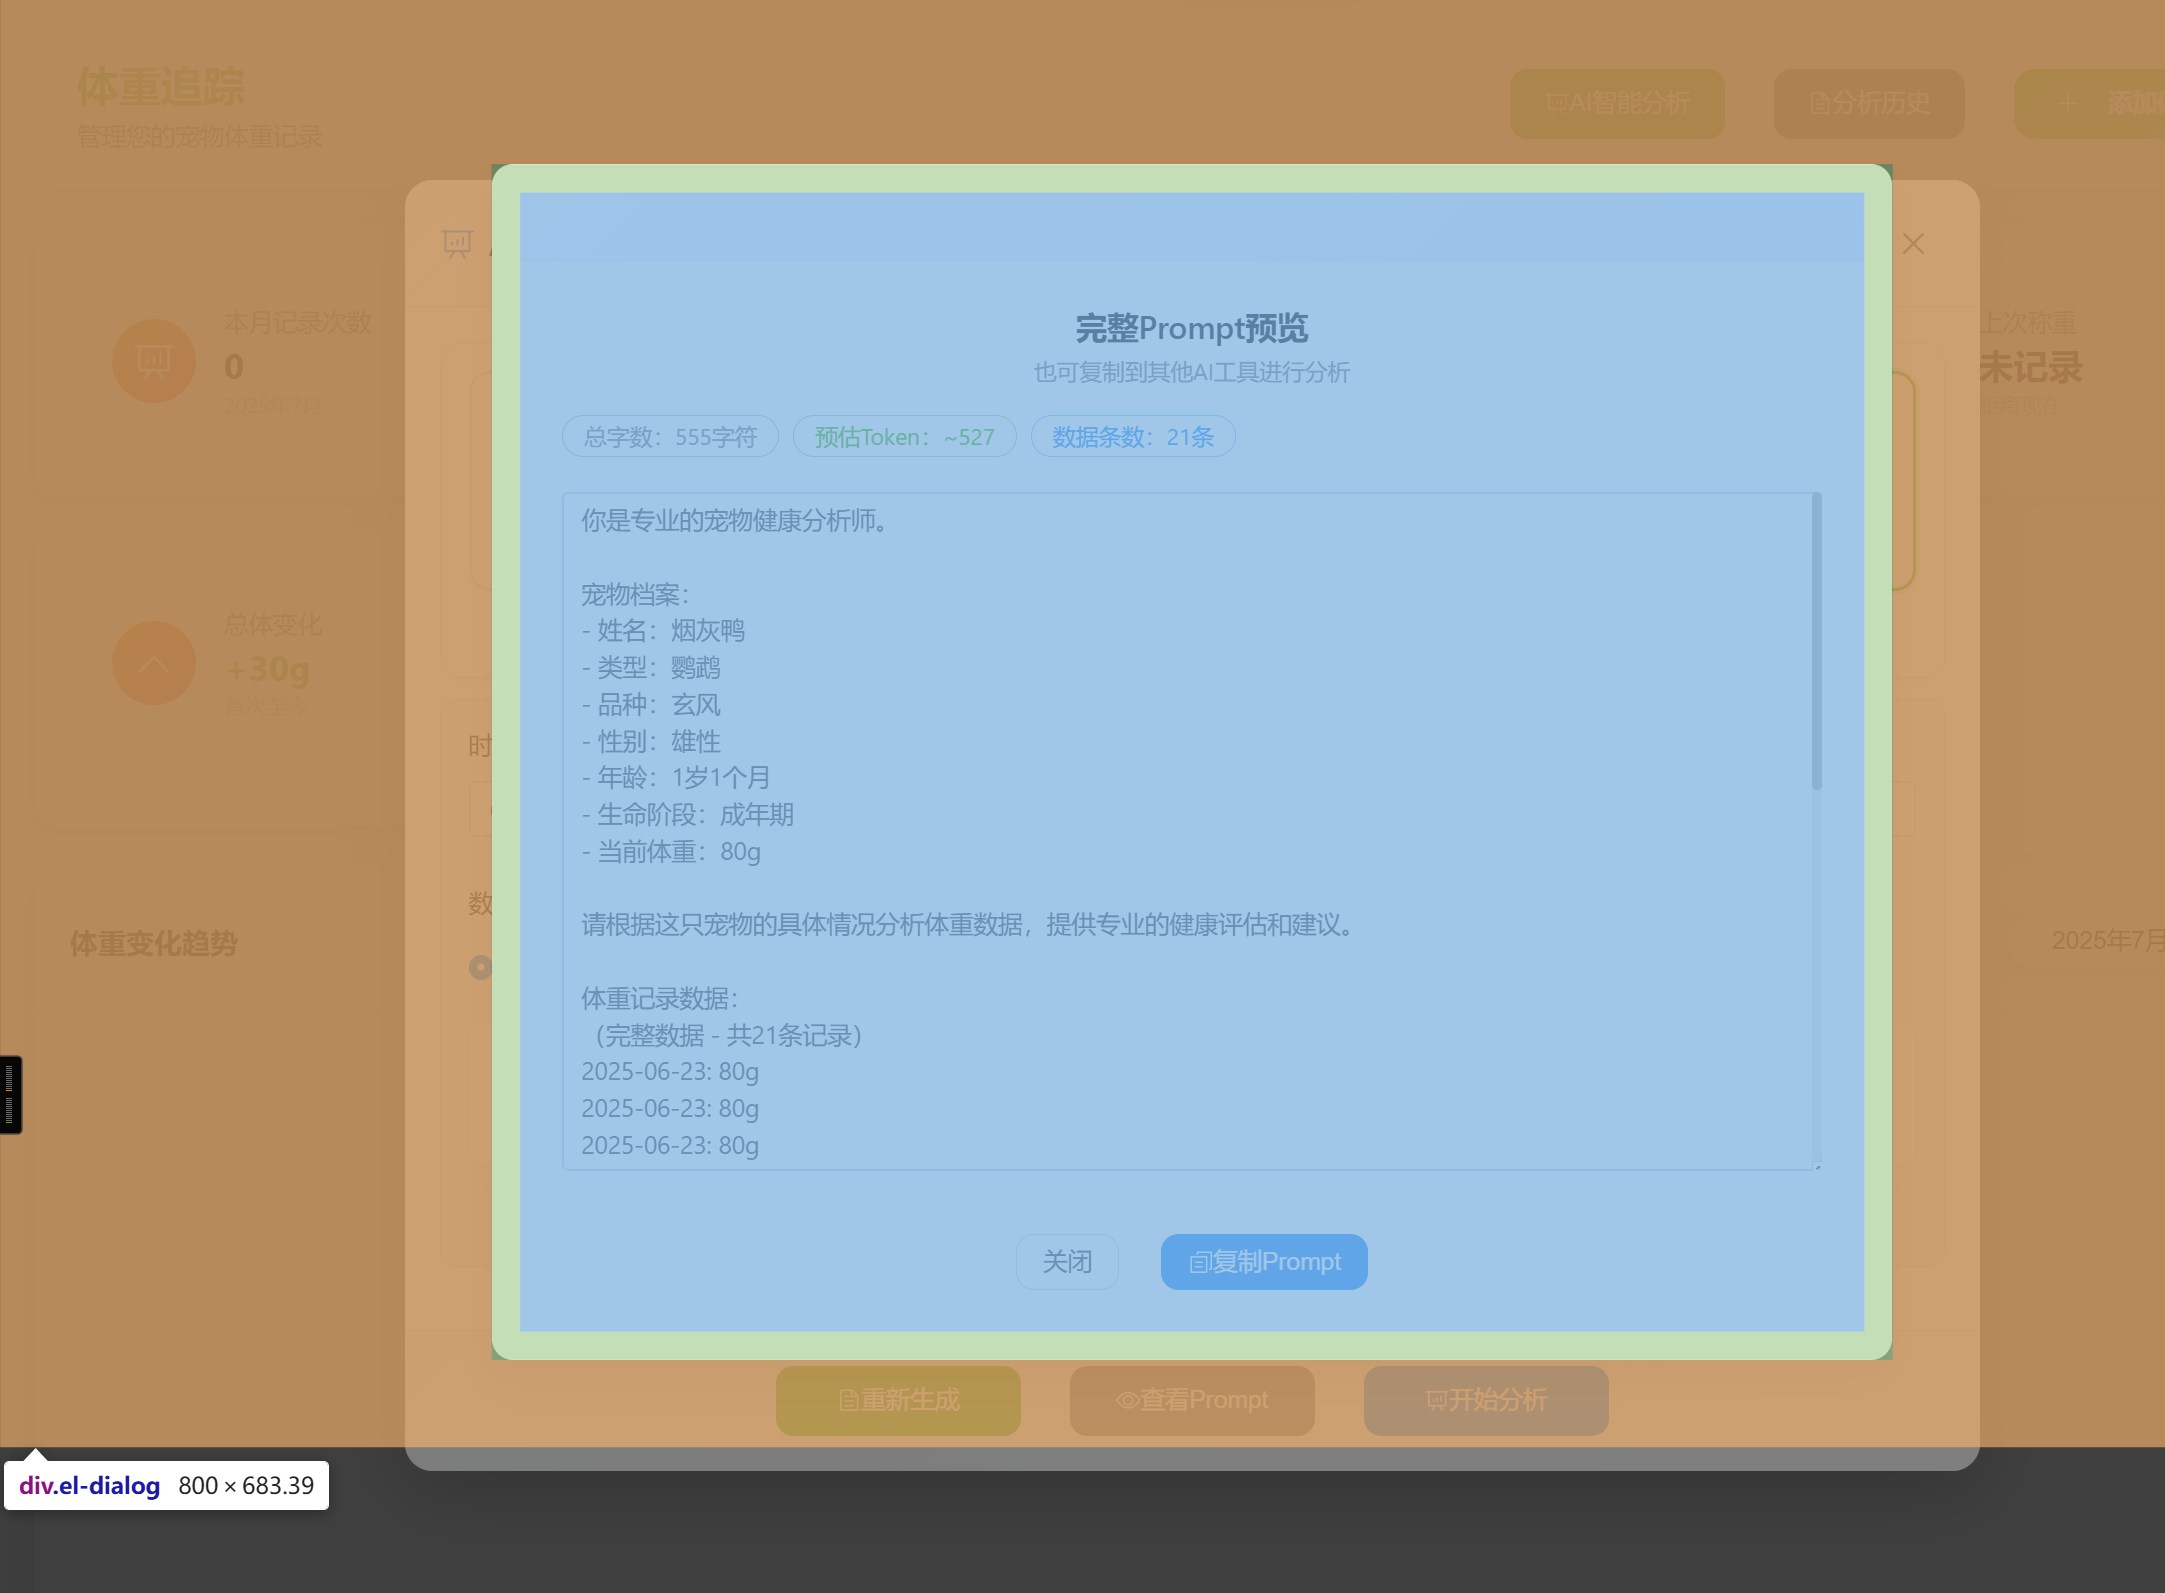 体重追踪
管理您的宠物体重记录
AI智能分析
分析历史
本月记录次数
0
2025年7月
上次称重
未记录
总体变化
+30g
首次至今
体重变化趋势
2025年7月
时
数
完整Prompt预览
也可复制到其他AI工具进行分析
总字数：555字符
预估Token：~527
数据条数：21条
你是专业的宠物健康分析师。
宠物档案：
- 姓名：烟灰鸭
- 类型：鹦鹉
- 品种：玄风
- 性别：雄性
- 年龄：1岁1个月
- 生命阶段：成年期
- 当前体重：80g
请根据这只宠物的具体情况分析体重数据，提供专业的健康评估和建议。
体重记录数据：
（完整数据 - 共21条记录）
2025-06-23: 80g
2025-06-23: 80g
2025-06-23: 80g
关闭
复制Prompt
重新生成
查看Prompt
开始分析
div.el-dialog 800 × 683.39